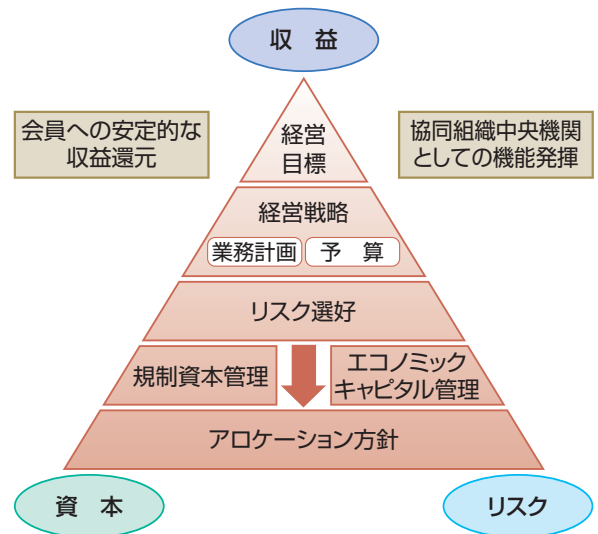 収　益
会員への安定的な
収益還元
協同組織中央機関
としての機能発揮
経営
目標
経営戦略
業務計画
予　算
リスク選好
規制資本管理
エコノミック
キャピタル管理
アロケーション方針
資　本
リスク